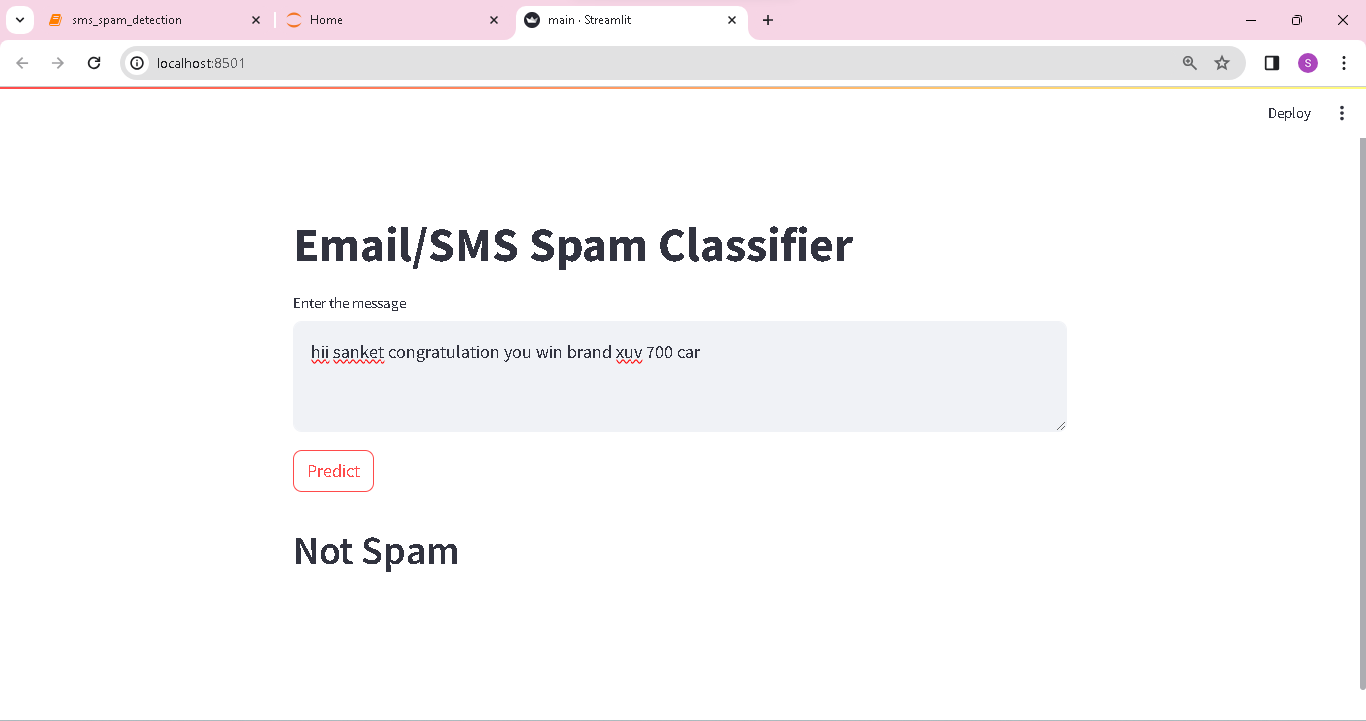 sms_spam_detection
Home
main · Streamlit
localhost:8501
S
Deploy
Email/SMS Spam Classifier
Enter the message
hii sanket congratulation you win brand xuv 700 car
Predict
Not Spam